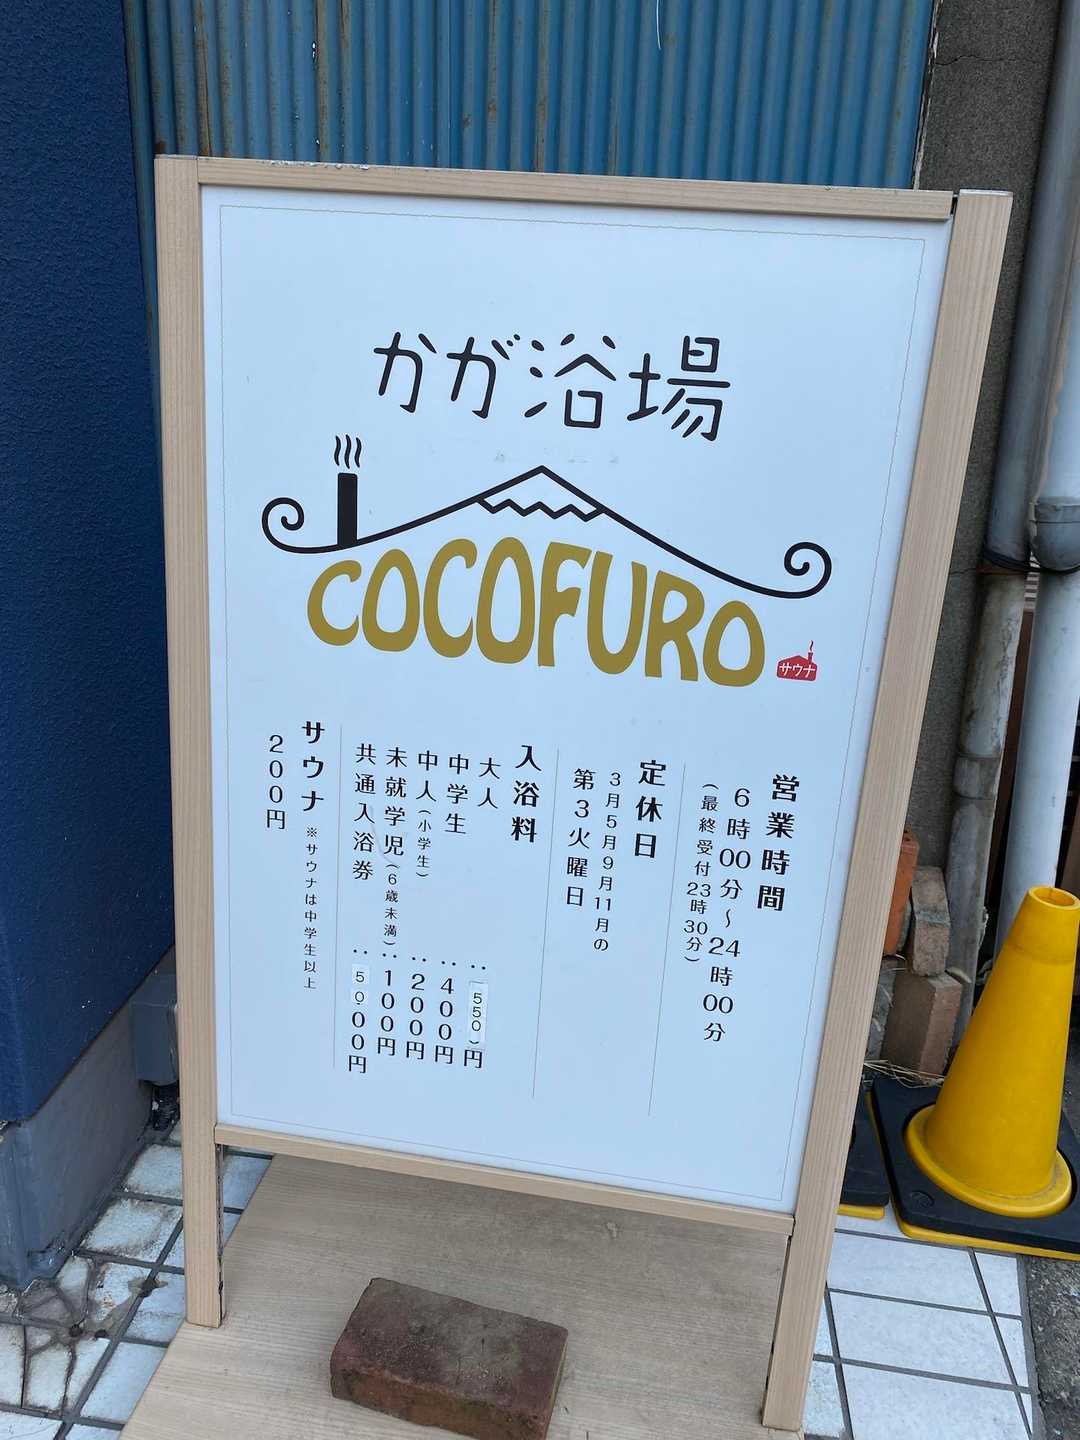 かが浴場
COCOFURO
サウナ
営業時間
6時00分～24時00分
（最終受付23時30分）
定休日
3月5月9月11月の
第3火曜日
入浴料
大人‥550円
中学生‥400円
中人（小学生）‥200円
未就学児（6歳未満）‥100円
共通入浴券‥5000円
サウナ ※サウナは中学生以上
200円